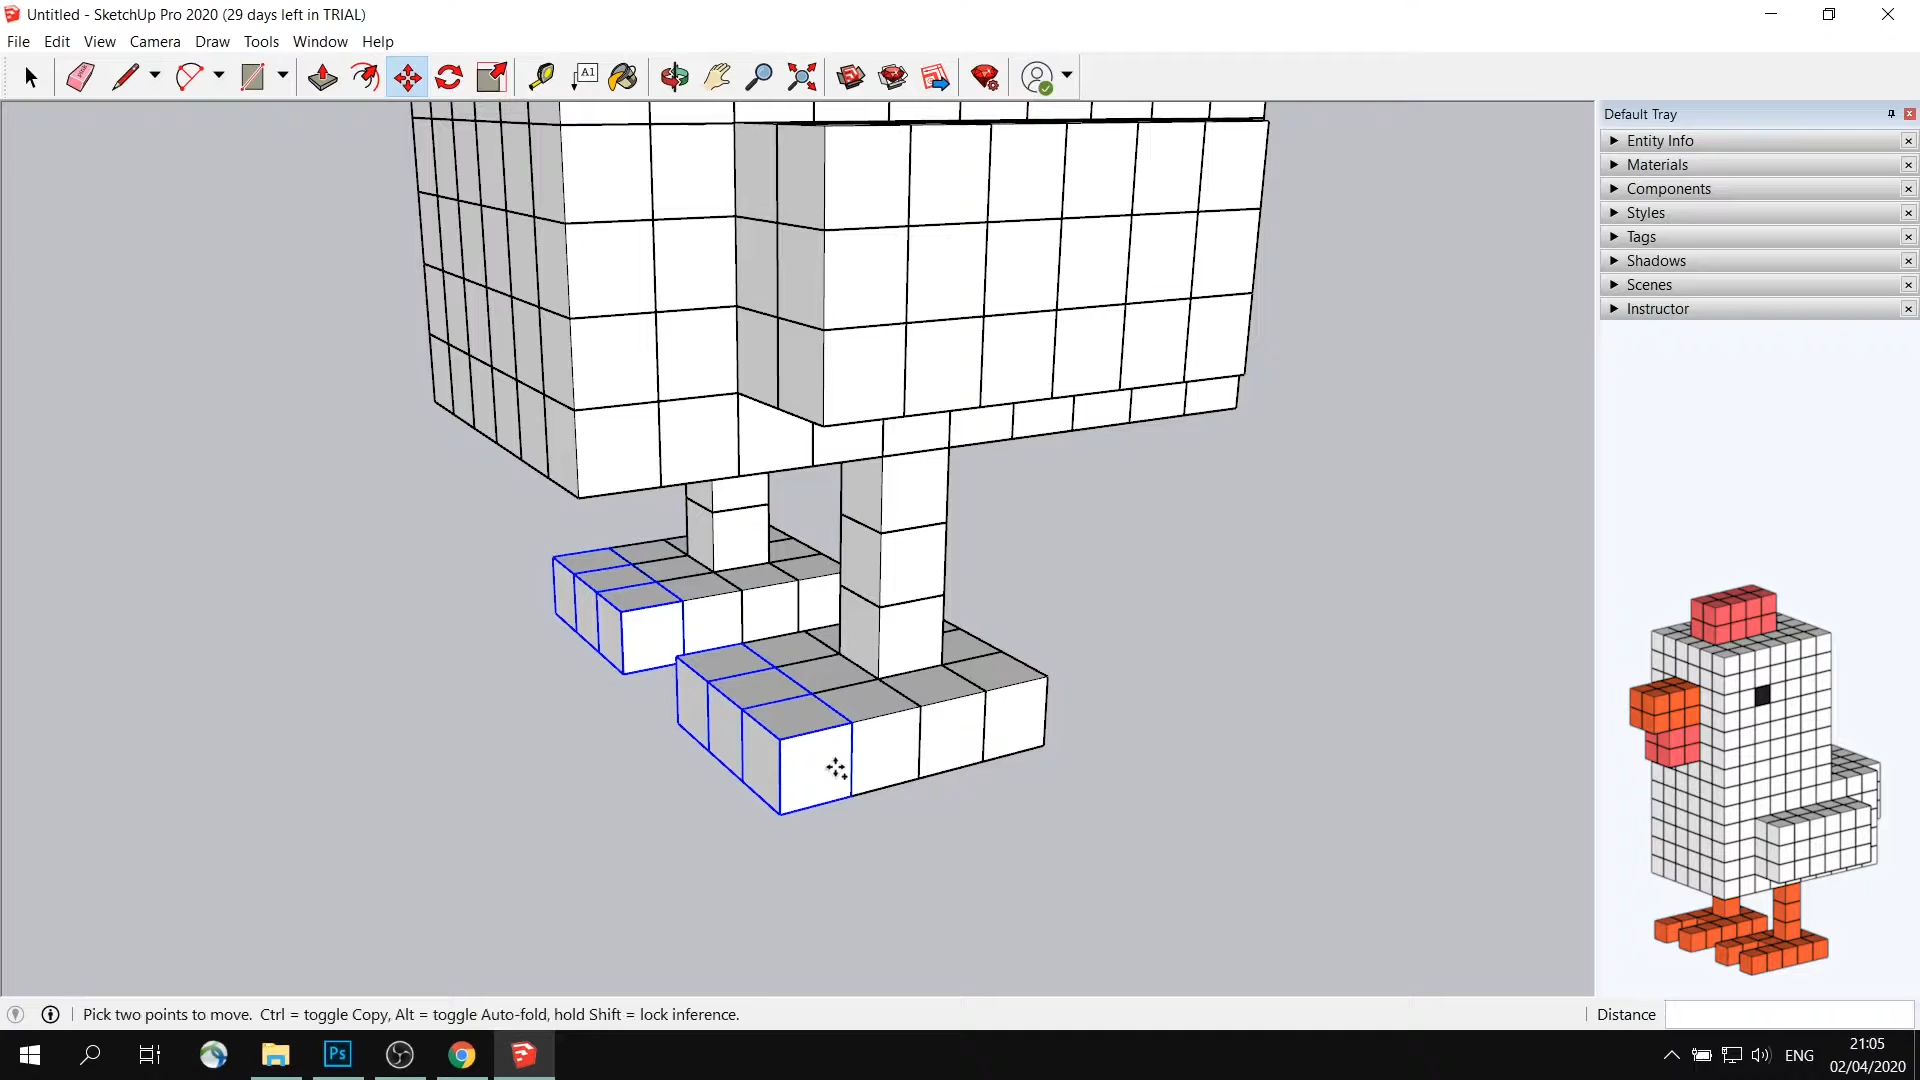 Untitled - SketchUp Pro 2020 (29 days left in TRIAL)
File Edit View Camera Draw Tools Window Help
A1
Default Tray
Entity Info
Materials
Components
Styles
Tags
Shadows
Scenes
Instructor
Pick two points to move. Ctrl = toggle Copy, Alt = toggle Auto-fold, hold Shift = lock inference.
Distance
Ps
ENG
21:05
02/04/2020